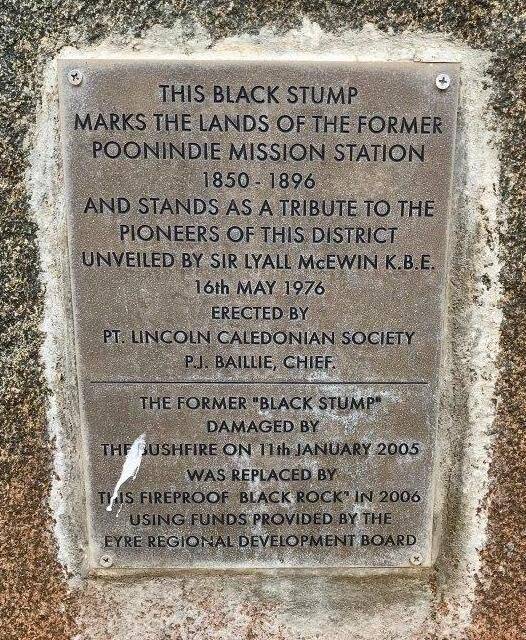 THIS BLACK STUMP
MARKS THE LANDS OF THE FORMER
POONINDIE MISSION STATION
1850 - 1896
AND STANDS AS A TRIBUTE TO THE
PIONEERS OF THIS DISTRICT
UNVEILED BY SIR LYALL McEWIN K.B.E.
16th MAY 1976
ERECTED BY
PT. LINCOLN CALEDONIAN SOCIETY
P.J. BAILLIE, CHIEF.
THE FORMER "BLACK STUMP"
DAMAGED BY
THE BUSHFIRE ON 11th JANUARY 2005
WAS REPLACED BY
THIS FIREPROOF BLACK ROCK" IN 2006
USING FUNDS PROVIDED BY THE
EYRE REGIONAL DEVELOPMENT BOARD